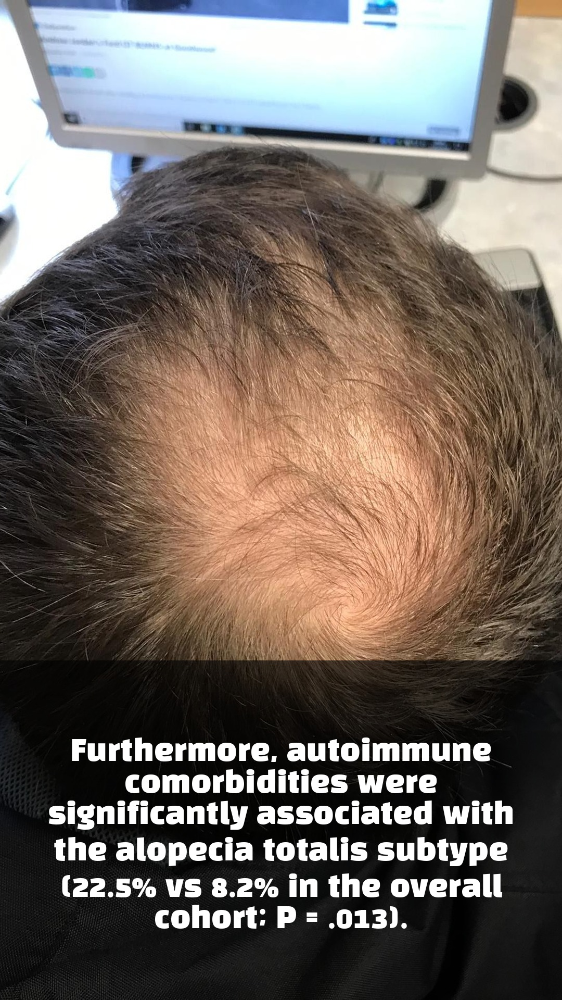 Furthermore, autoimmune
comorbidities were
significantly associated with
the alopecia totalis subtype
(22.5% vs 8.2% in the overall
cohort; P = .013).